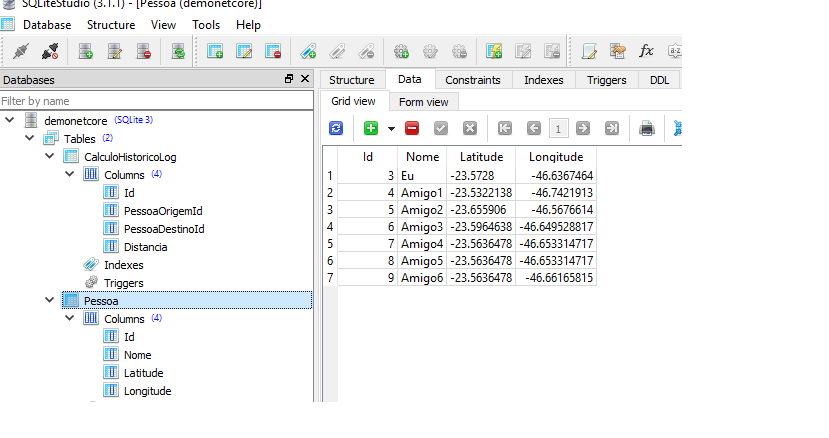 SQLiteStudio (3.1.1) - [Pessoa (demonetcore)]
Database Structure View Tools Help
Databases
Filter by name
demonetcore (SQLite 3)
Tables (2)
CalculoHistoricoLog
Columns (4)
Id
PessoaOrigemId
PessoaDestinoId
Distancia
Indexes
Triggers
Pessoa
Columns (4)
Id
Nome
Latitude
Longitude
Structure Data Constraints Indexes Triggers DDL
Grid view Form view
1
Id Nome Latitude Longitude
1 3 Eu -23.5728 -46.6367464
2 4 Amigo1 -23.5322138 -46.7421913
3 5 Amigo2 -23.655906 -46.5676614
4 6 Amigo3 -23.5964638 -46.649528817
5 7 Amigo4 -23.5636478 -46.653314717
6 8 Amigo5 -23.5636478 -46.653314717
7 9 Amigo6 -23.5636478 -46.66165815